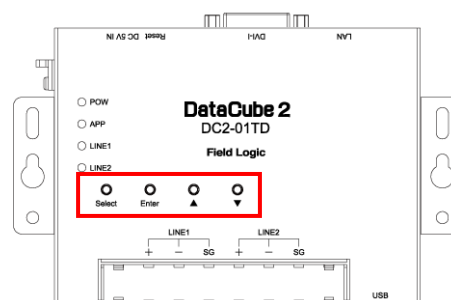 DC 5V IN Reset DVI-I LAN
POW
APP
LINE1
LINE2
DataCube 2
DC2-01TD
Field Logic
Select Enter ▲ ▼
LINE1 LINE2
+ − SG + − SG
USB